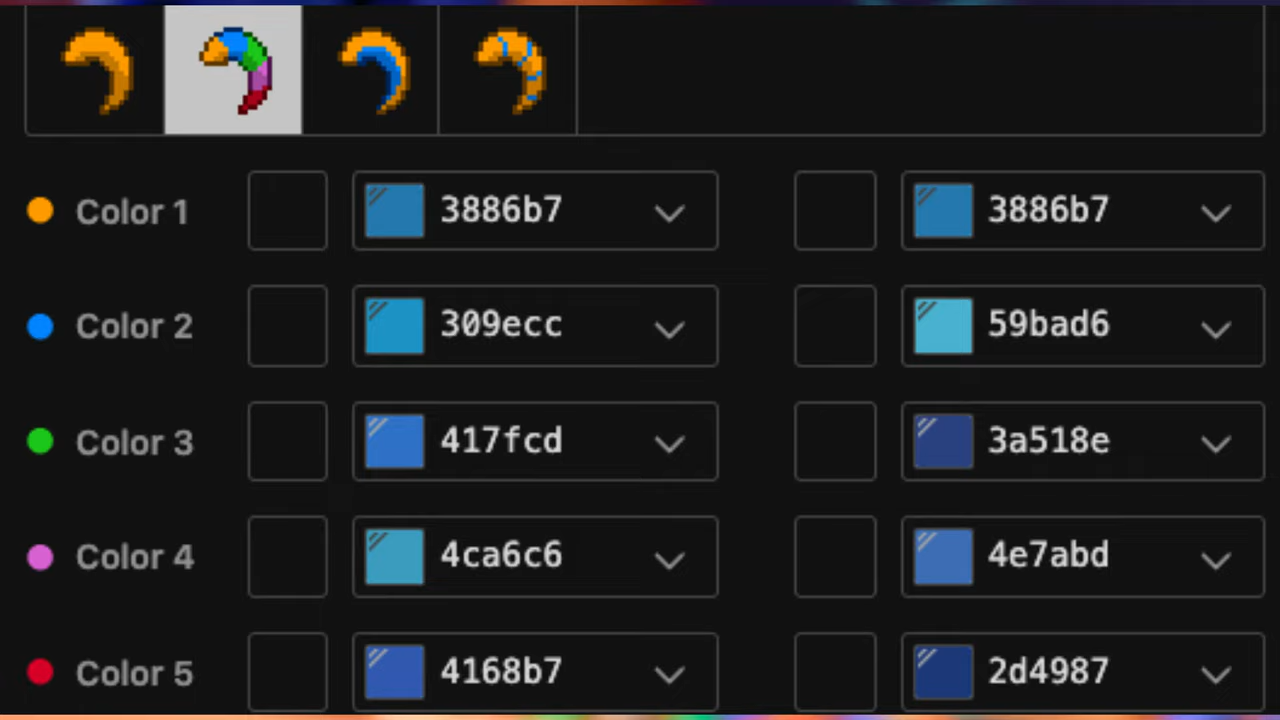 Color 1 3886b7 3886b7
Color 2 309ecc 59bad6
Color 3 417fcd 3a518e
Color 4 4ca6c6 4e7abd
Color 5 4168b7 2d4987